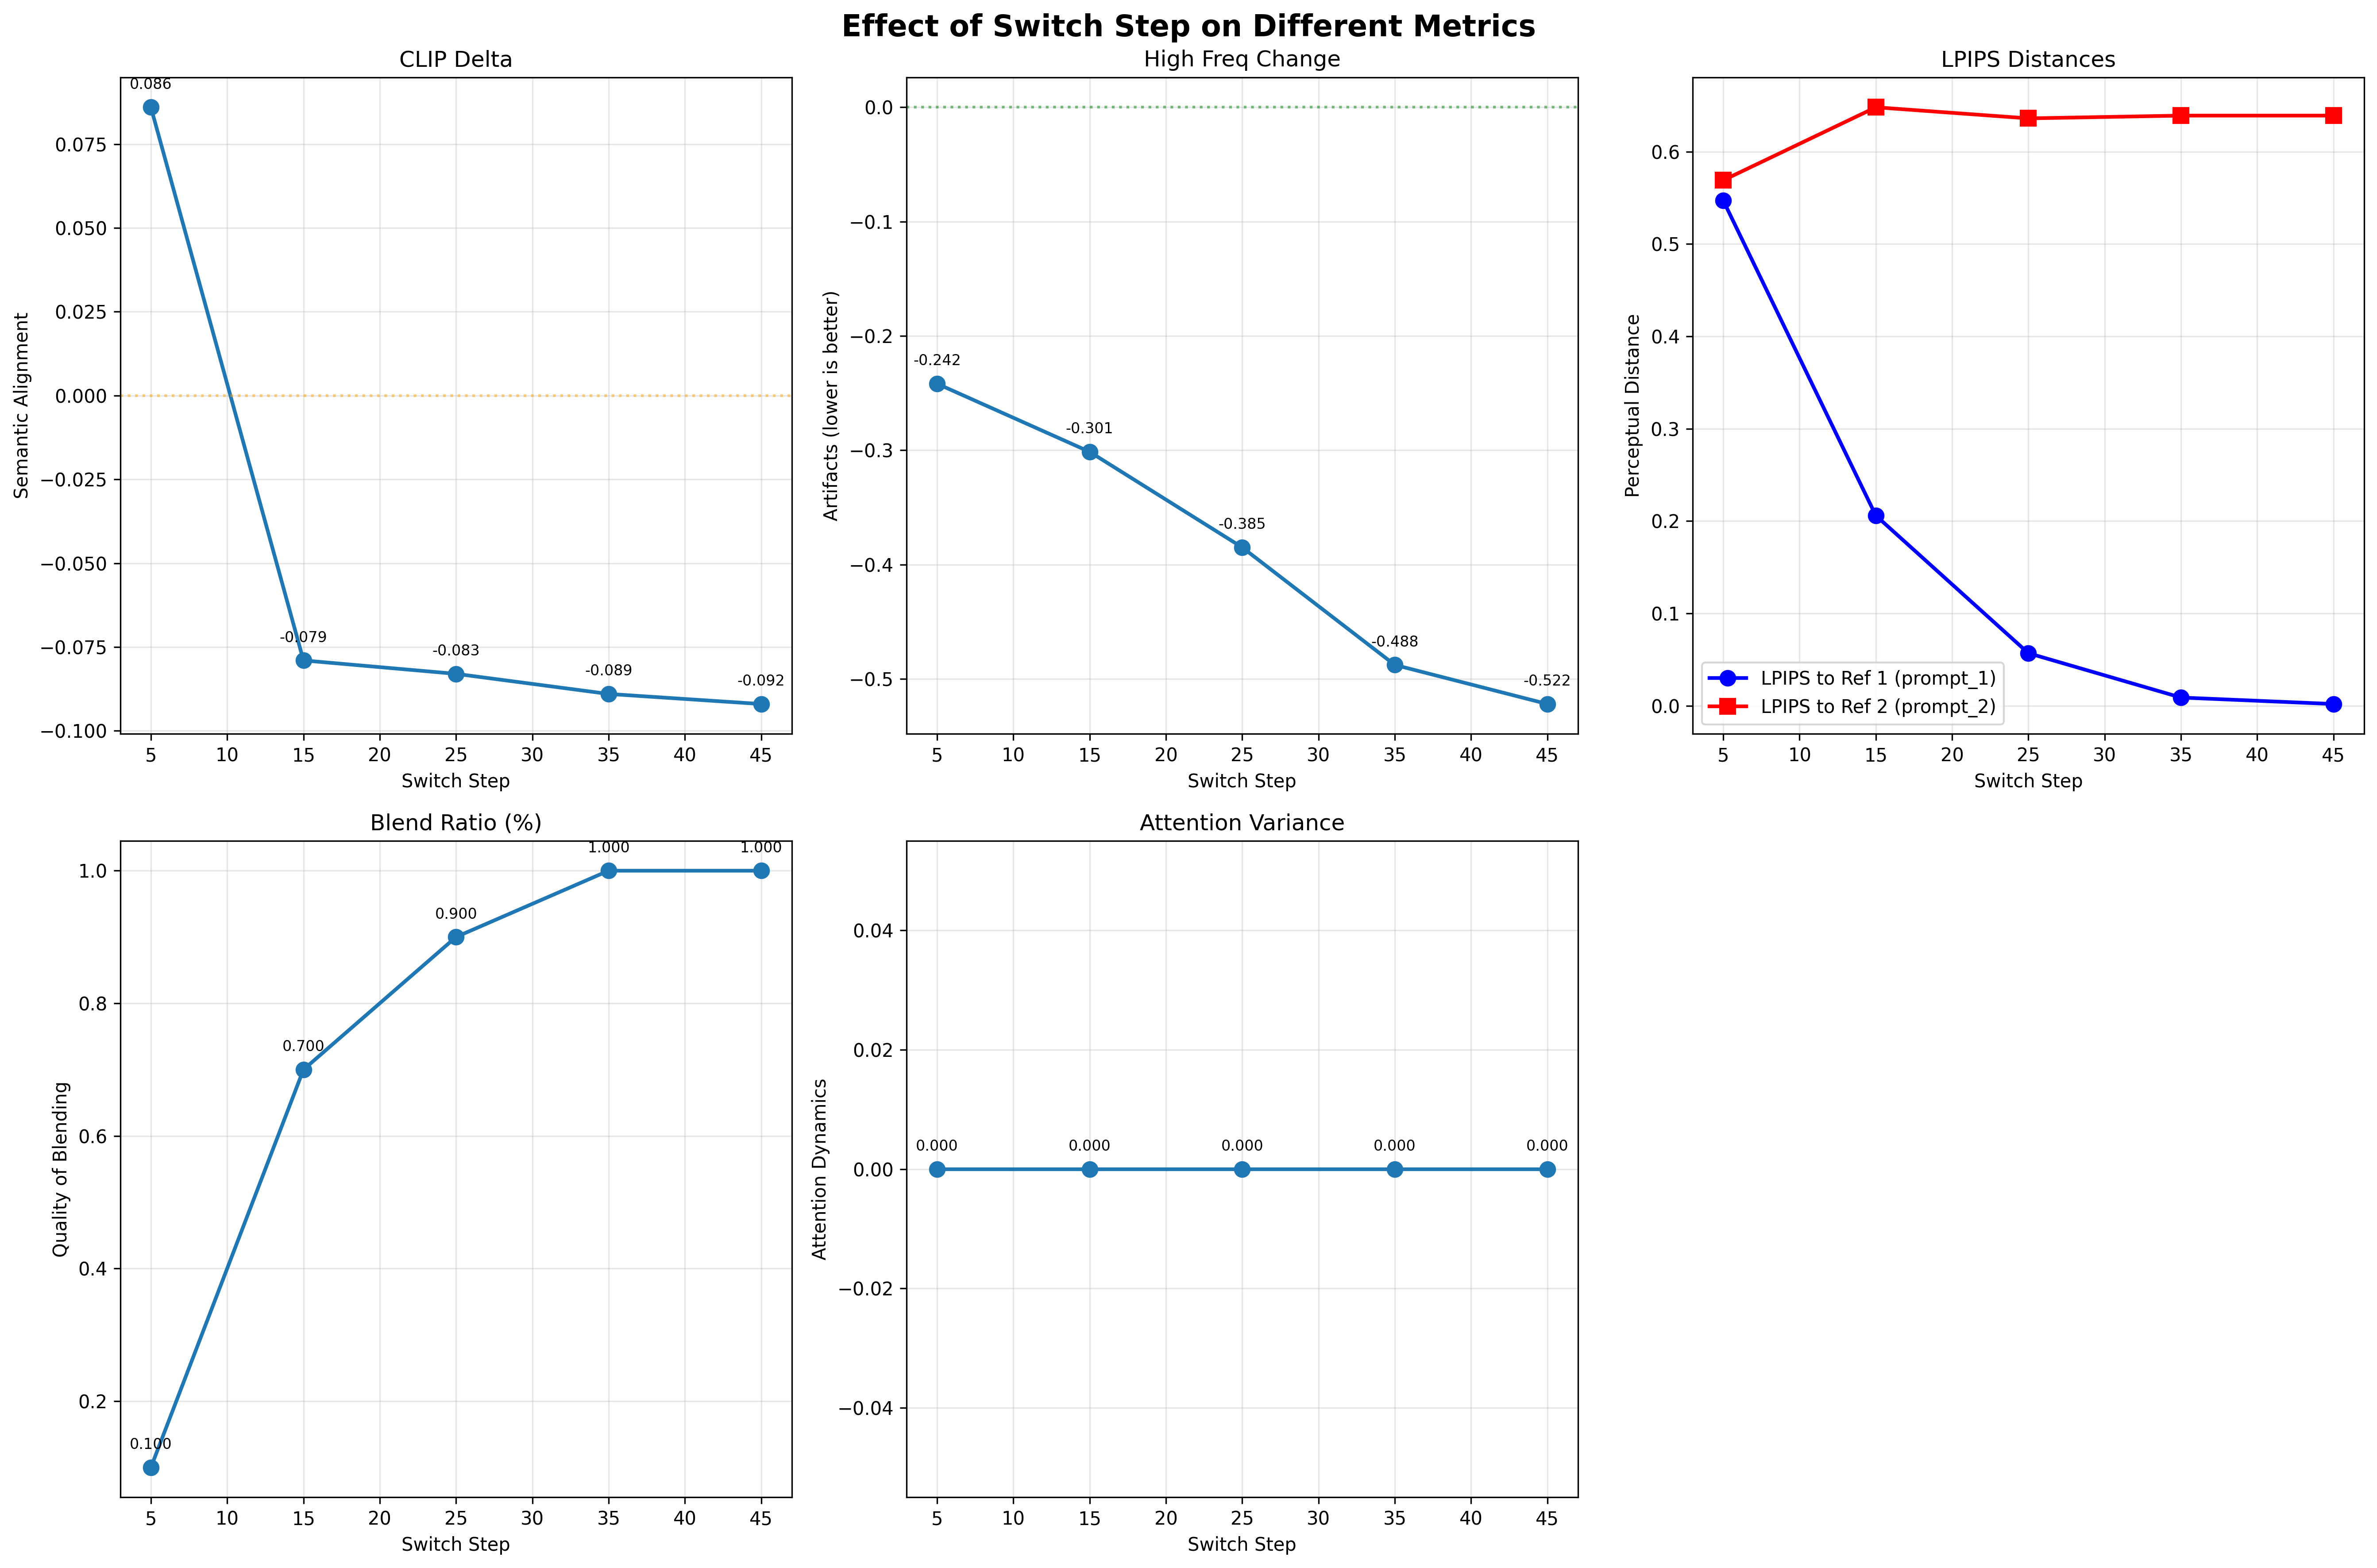 Effect of Switch Step on Different Metrics
CLIP Delta
0.086
0.075
0.050
0.025
0.000
−0.025
−0.050
−0.075
−0.100
-0.079
-0.083
-0.089
-0.092
Semantic Alignment
5 10 15 20 25 30 35 40 45
Switch Step
High Freq Change
0.0
−0.1
−0.2
−0.3
−0.4
−0.5
-0.242
-0.301
-0.385
-0.488
-0.522
Artifacts (lower is better)
5 10 15 20 25 30 35 40 45
Switch Step
LPIPS Distances
0.6
0.5
0.4
0.3
0.2
0.1
0.0
Perceptual Distance
LPIPS to Ref 1 (prompt_1)
LPIPS to Ref 2 (prompt_2)
5 10 15 20 25 30 35 40 45
Switch Step
Blend Ratio (%)
1.0
0.8
0.6
0.4
0.2
0.100
0.700
0.900
1.000
1.000
Quality of Blending
5 10 15 20 25 30 35 40 45
Switch Step
Attention Variance
0.04
0.02
0.00
−0.02
−0.04
0.000 0.000 0.000 0.000 0.000
Attention Dynamics
5 10 15 20 25 30 35 40 45
Switch Step